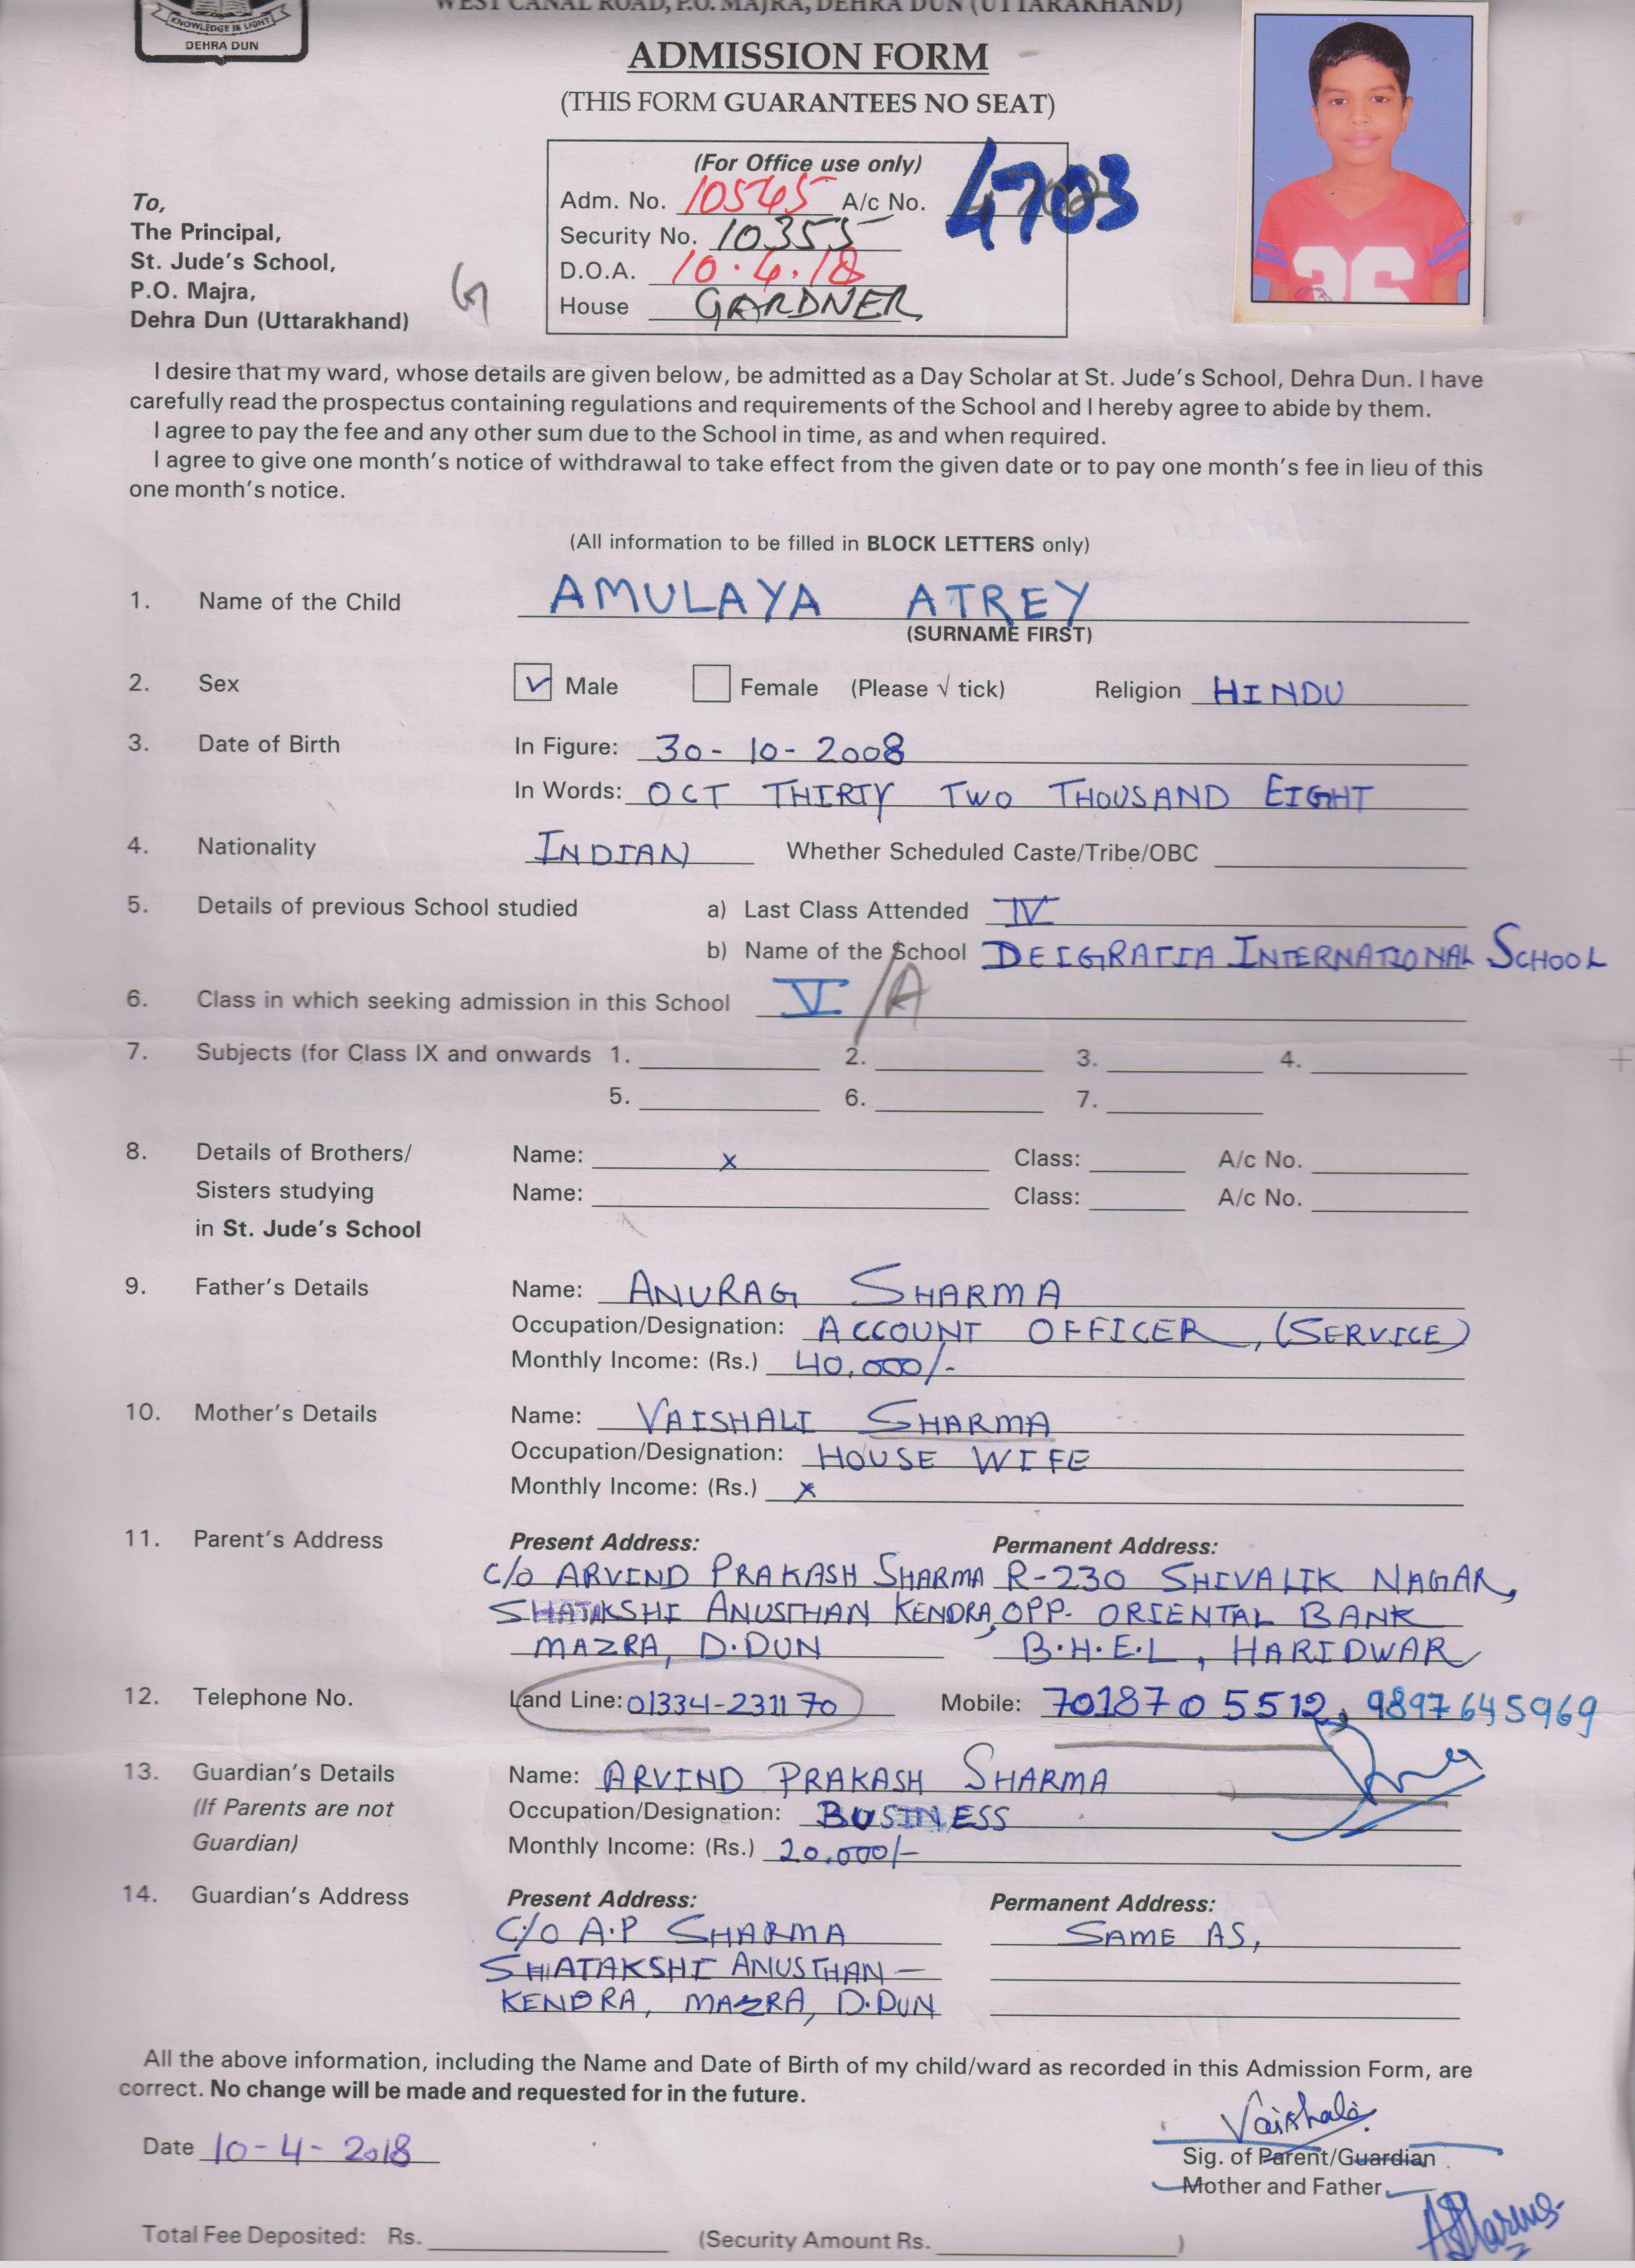 WEST CANAL ROAD, P.O. MAJRA, DEHRA DUN (UTTARAKHAND)
KNOWLEDGE IS LIGHT
DEHRA DUN
ADMISSION FORM
(THIS FORM GUARANTEES NO SEAT)
(For Office use only)
Adm. No. 10545 A/c No. 4703
Security No. 10355
D.O.A. 10.4.18
House GARDNER
To,
The Principal,
St. Jude's School,
P.O. Majra,
Dehra Dun (Uttarakhand)
G
I desire that my ward, whose details are given below, be admitted as a Day Scholar at St. Jude's School, Dehra Dun. I have
carefully read the prospectus containing regulations and requirements of the School and I hereby agree to abide by them.
I agree to pay the fee and any other sum due to the School in time, as and when required.
I agree to give one month's notice of withdrawal to take effect from the given date or to pay one month's fee in lieu of this
one month's notice.
(All information to be filled in BLOCK LETTERS only)
1. Name of the Child AMULAYA ATREY
(SURNAME FIRST)
2. Sex ✓ Male Female (Please √ tick) Religion HINDU
3. Date of Birth In Figure: 30-10-2008
In Words: OCT THIRTY TWO THOUSAND EIGHT
4. Nationality INDIAN Whether Scheduled Caste/Tribe/OBC
5. Details of previous School studied a) Last Class Attended IV
b) Name of the School DEIGRATIA INTERNATIONAL SCHOOL
6. Class in which seeking admission in this School V/A
7. Subjects (for Class IX and onwards 1. 2. 3. 4.
5. 6. 7.
8. Details of Brothers/ Name: x Class: A/c No.
Sisters studying Name: Class: A/c No.
in St. Jude's School
9. Father's Details Name: ANURAG SHARMA
Occupation/Designation: ACCOUNT OFFICER, (SERVICE)
Monthly Income: (Rs.) 40,000/-
10. Mother's Details Name: VAISHALI SHARMA
Occupation/Designation: HOUSE WIFE
Monthly Income: (Rs.) x
11. Parent's Address Present Address: Permanent Address:
C/o ARVIND PRAKASH SHARMA R-230 SHIVALIK NAGAR,
SHATAKSHI ANUSTHAN KENDRA, OPP. ORIENTAL BANK
MAZRA, D.DUN B.H.E.L, HARIDWAR
12. Telephone No. Land Line: 01334-231170 Mobile: 7018705512, 9897645969
13. Guardian's Details Name: ARVIND PRAKASH SHARMA
(If Parents are not Occupation/Designation: BUSINESS
Guardian) Monthly Income: (Rs.) 20,000/-
14. Guardian's Address Present Address: Permanent Address:
C/O A.P SHARMA SAME AS,
SHATAKSHI ANUSTHAN-
KENDRA, MAZRA, D.DUN
All the above information, including the Name and Date of Birth of my child/ward as recorded in this Admission Form, are
correct. No change will be made and requested for in the future.
Vaishali
Date 10-4-2018
Sig. of Parent/Guardian
Mother and Father
ASharma
Total Fee Deposited: Rs. (Security Amount Rs. )